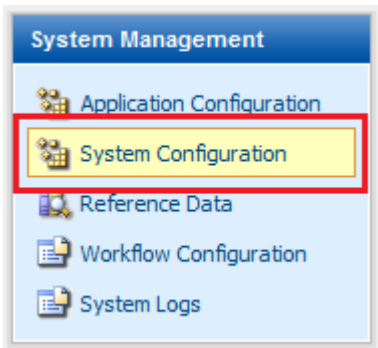 System Management
Application Configuration
System Configuration
Reference Data
Workflow Configuration
System Logs